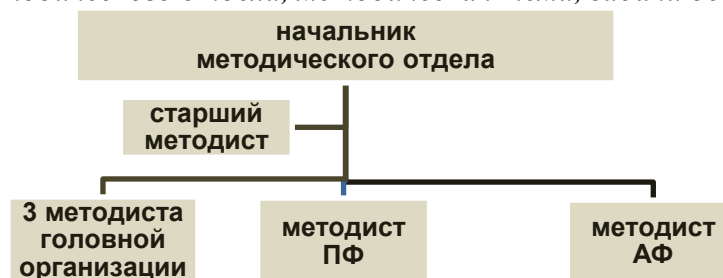 начальник
методического отдела
старший
методист
3 методиста
головной
организации
методист
ПФ
методист
АФ